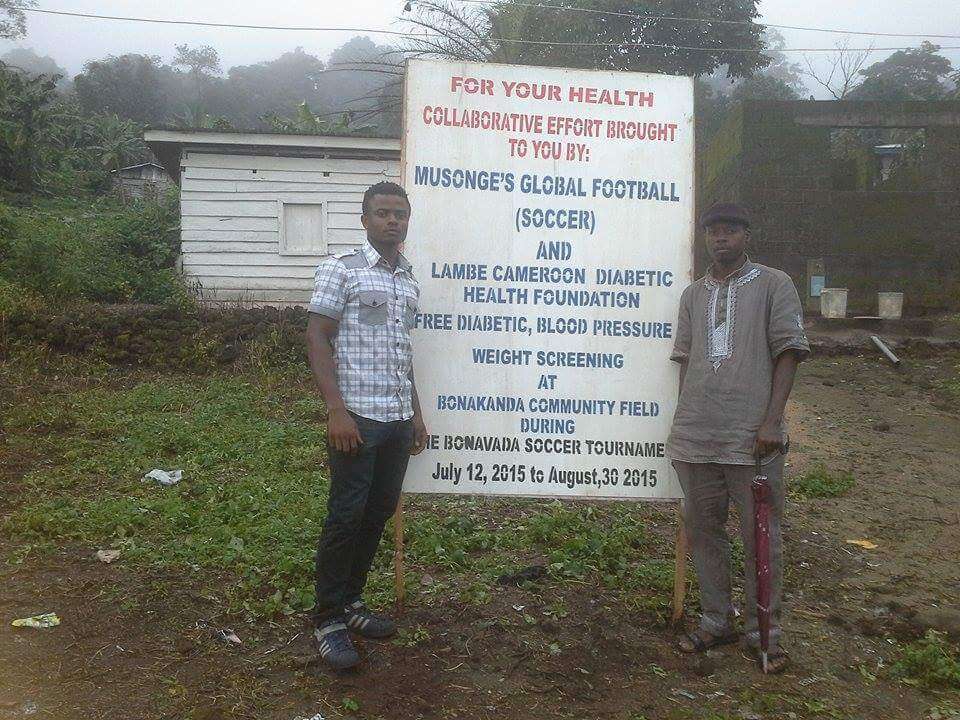 FOR YOUR HEALTH
COLLABORATIVE EFFORT BROUGHT
TO YOU BY:
MUSONGE'S GLOBAL FOOTBALL
(SOCCER)
AND
LAMBE CAMEROON DIABETIC
HEALTH FOUNDATION
FREE DIABETIC, BLOOD PRESSURE
WEIGHT SCREENING
AT
BONAKANDA COMMUNITY FIELD
DURING
HE BONAVADA SOCCER TOURNAME
July 12, 2015 to August,30 2015